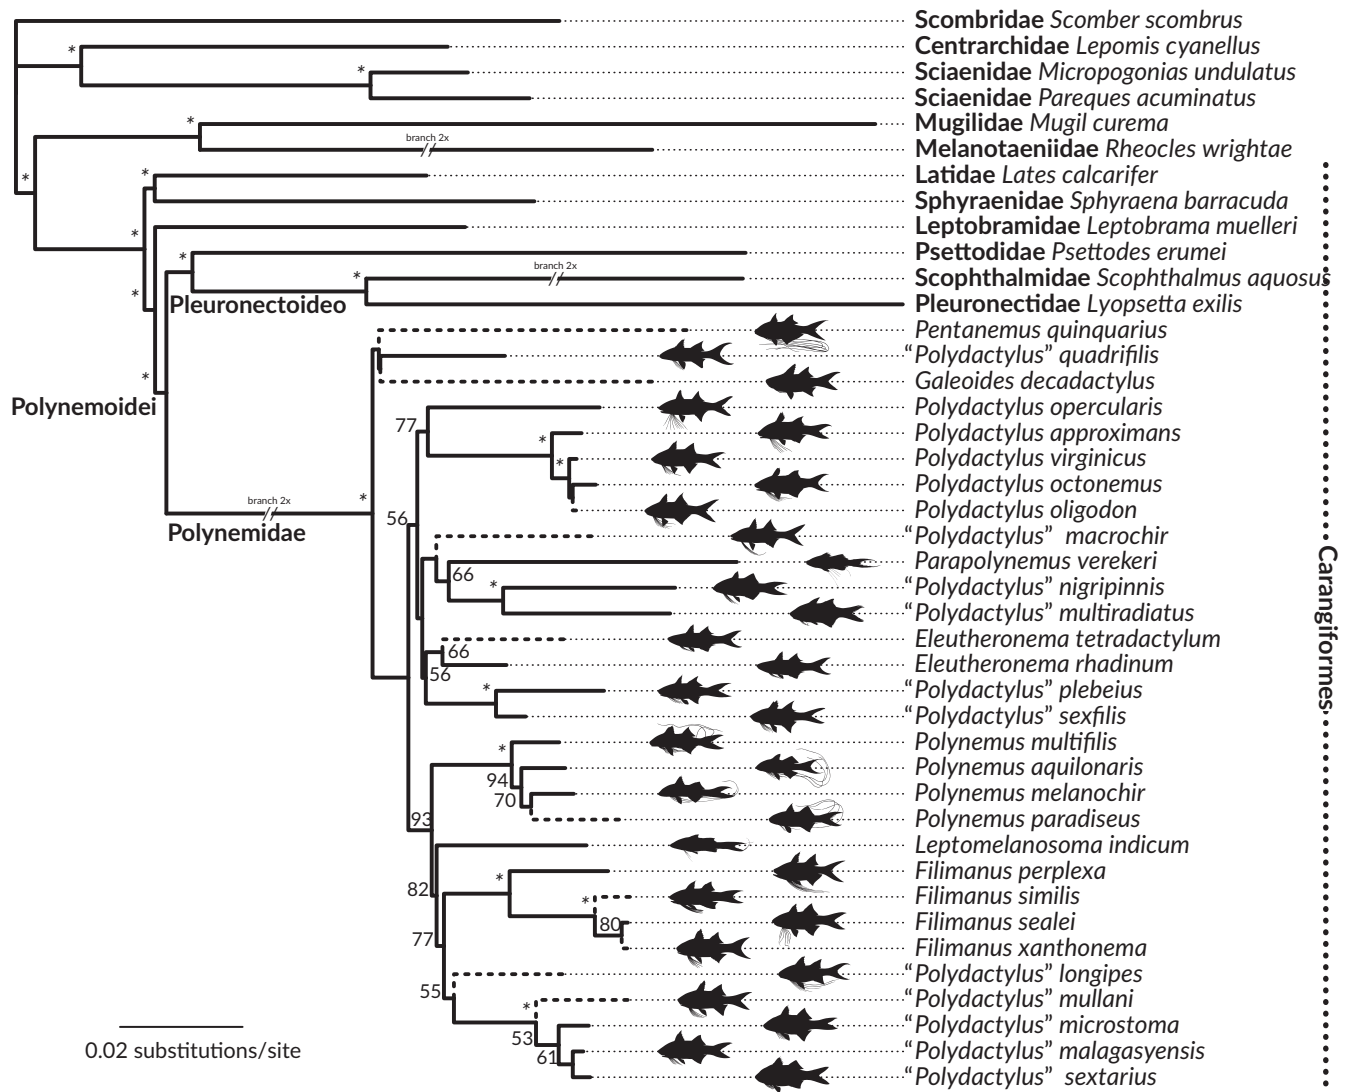 Scombridae Scomber scombrus
* Centrarchidae Lepomis cyanellus
* Sciaenidae Micropogonias undulatus
Sciaenidae Pareques acuminatus
* Mugilidae Mugil curema
branch 2x
Melanotaeniidae Rheocles wrightae
* * Latidae Lates calcarifer
Sphyraenidae Sphyraena barracuda
* Leptobramidae Leptobrama muelleri
* Psettodidae Psettodes erumei
branch 2x
* Scophthalmidae Scophthalmus aquosus
*
Pleuronectoideo
Pleuronectidae Lyopsetta exilis
Pentanemus quinquarius
“Polydactylus” quadrifilis
* Galeoides decadactylus
Polynemoidei
Polydactylus opercularis
77
* Polydactylus approximans
* Polydactylus virginicus
Polydactylus octonemus
branch 2x
*
Polydactylus oligodon
56
Polynemidae
“Polydactylus” macrochir
Parapolynemus verekeri
66
* “Polydactylus” nigripinnis
“Polydactylus” multiradiatus
Eleutheronema tetradactylum
66
Eleutheronema rhadinum
56
* “Polydactylus” plebeius
“Polydactylus” sexfilis
* Polynemus multifilis
Polynemus aquilonaris
94
Polynemus melanochir
70
Polynemus paradiseus
93
Leptomelanosoma indicum
* Filimanus perplexa
82
* Filimanus similis
80 Filimanus sealei
77
Filimanus xanthonema
“Polydactylus” longipes
55
* “Polydactylus” mullani
“Polydactylus” microstoma
53
61
“Polydactylus” malagasyensis
“Polydactylus” sextarius
0.02 substitutions/site
Carangiformes